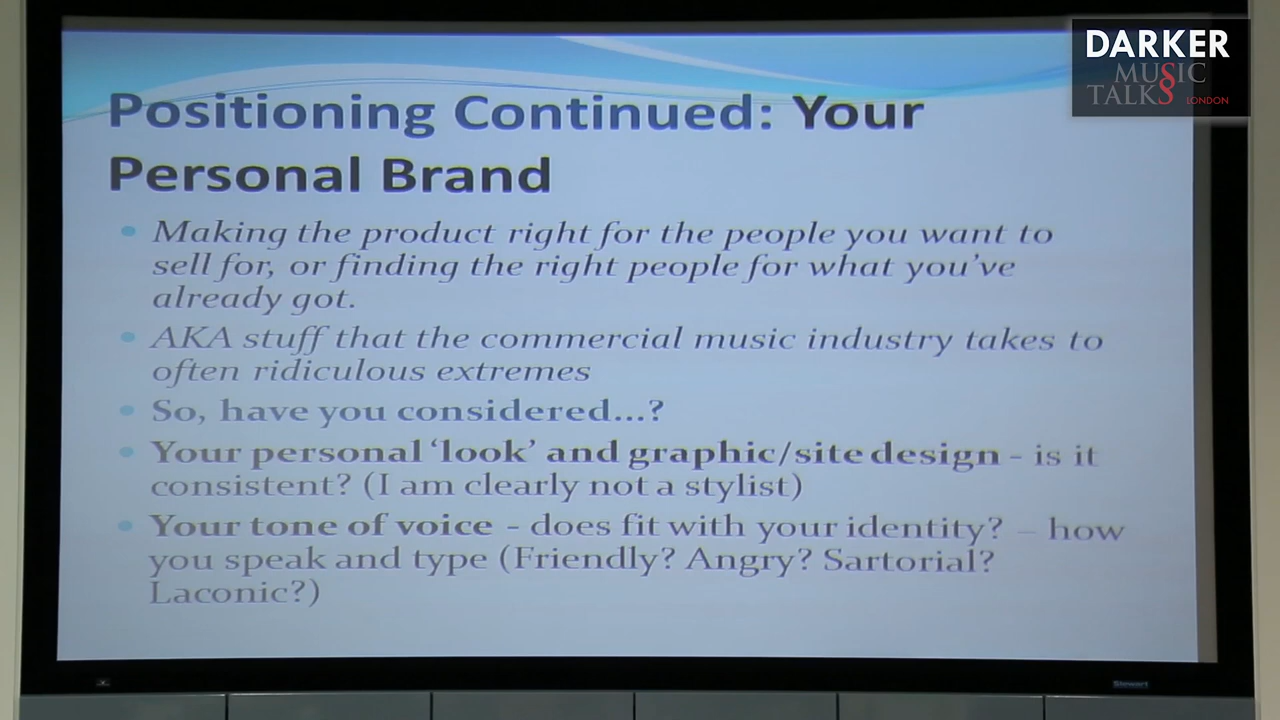 DARKER
MUSIC
TALKS LONDON
Positioning Continued: Your
Personal Brand
Making the product right for the people you want to
sell for, or finding the right people for what you've
already got.
AKA stuff that the commercial music industry takes to
often ridiculous extremes
So, have you considered...?
Your personal 'look' and graphic/site design - is it
consistent? (I am clearly not a stylist)
Your tone of voice - does fit with your identity? – how
you speak and type (Friendly? Angry? Sartorial?
Laconic?)
Stewart